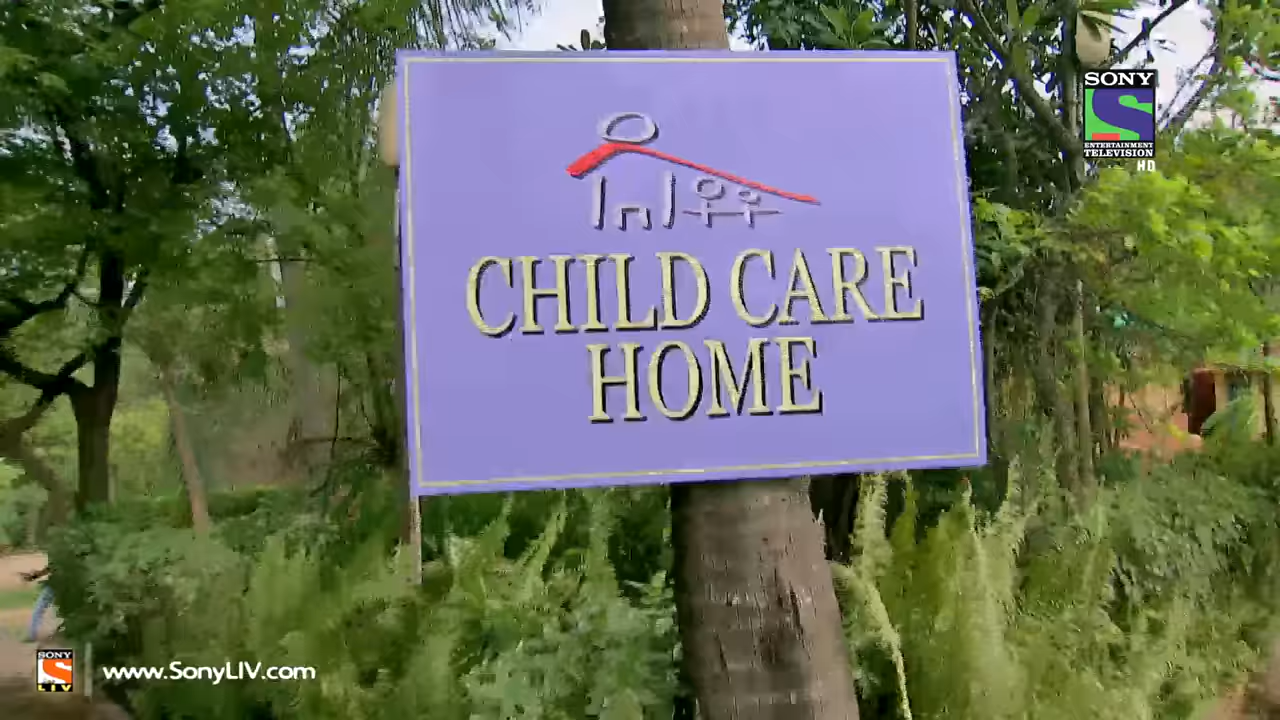 CHILD CARE
HOME
SONY
ENTERTAINMENT
TELEVISION
HD
SONY
LIV
www.SonyLIV.com